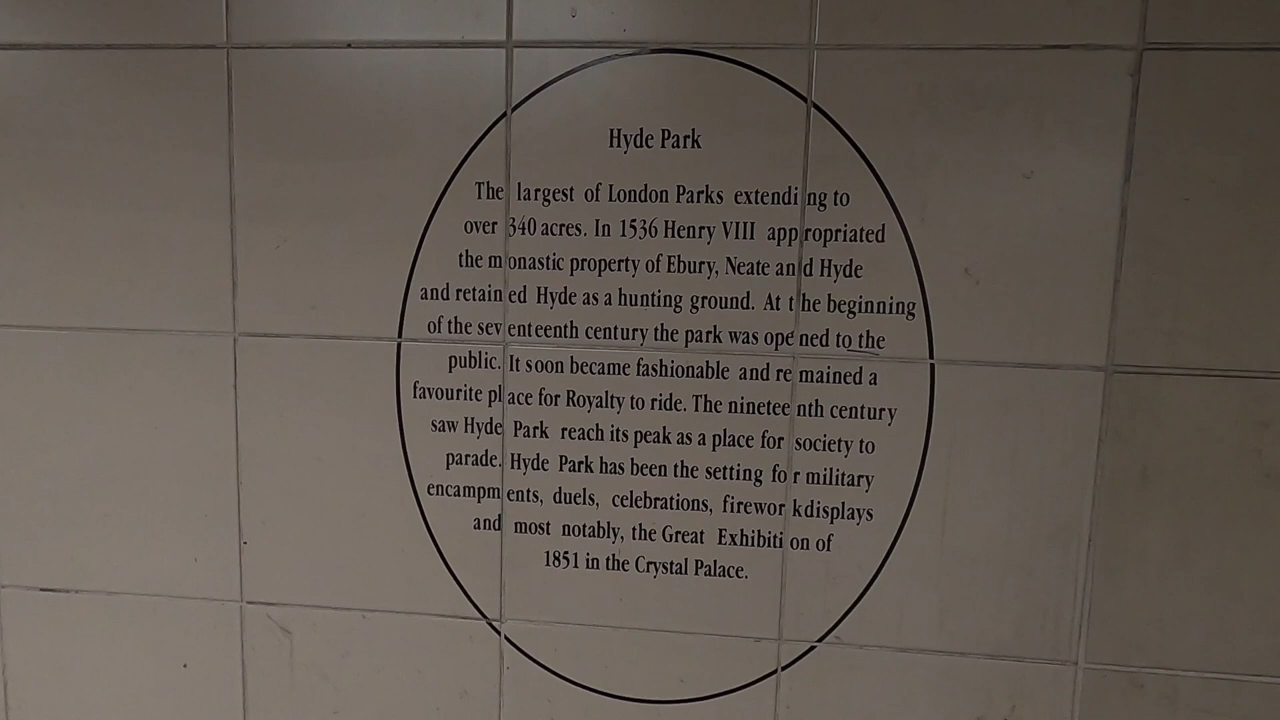 Hyde Park
The largest of London Parks extending to
over 340 acres. In 1536 Henry VIII appropriated
the monastic property of Ebury, Neate and Hyde
and retained Hyde as a hunting ground. At the beginning
of the seventeenth century the park was opened to the
public. It soon became fashionable and remained a
favourite place for Royalty to ride. The nineteenth century
saw Hyde Park reach its peak as a place for society to
parade. Hyde Park has been the setting for military
encampments, duels, celebrations, firework displays
and most notably, the Great Exhibition of
1851 in the Crystal Palace.